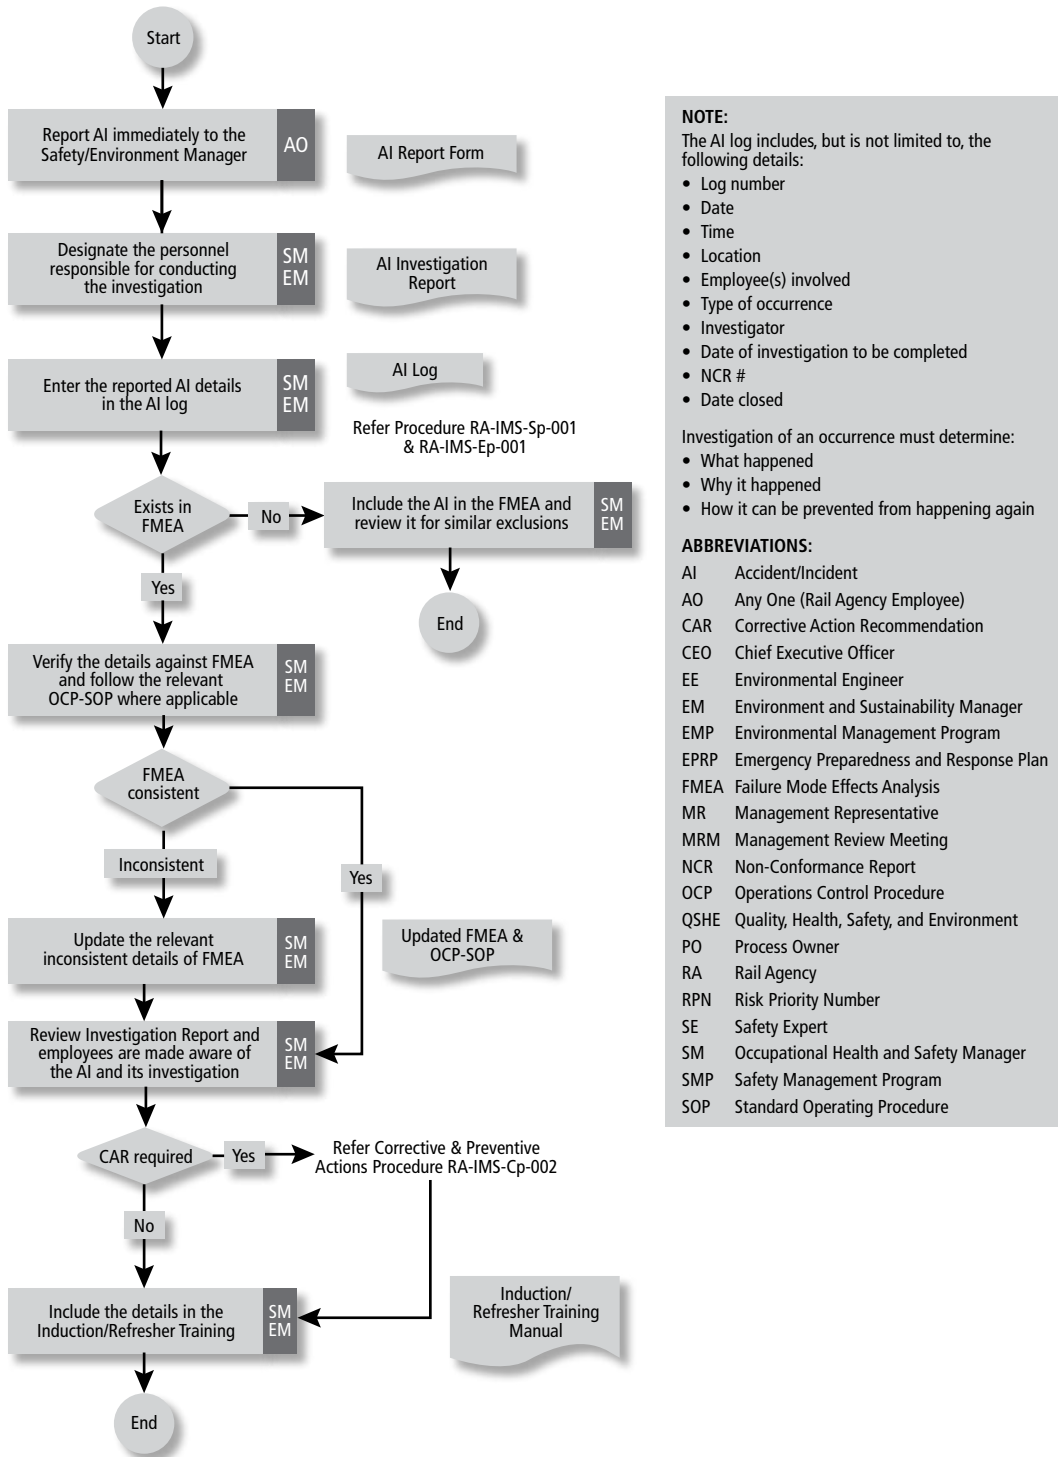 Start
Report AI immediately to the
Safety/Environment Manager
AO
AI Report Form
Designate the personnel
responsible for conducting
the investigation
SM
EM
AI Investigation
Report
Enter the reported AI details
in the AI log
SM
EM
AI Log
Refer Procedure RA-IMS-Sp-001
& RA-IMS-Ep-001
Exists in
FMEA
No
Include the AI in the FMEA and
review it for similar exclusions
SM
EM
End
Yes
Verify the details against FMEA
and follow the relevant
OCP-SOP where applicable
SM
EM
FMEA
consistent
Inconsistent
Yes
Update the relevant
inconsistent details of FMEA
SM
EM
Updated FMEA &
OCP-SOP
Review Investigation Report and
employees are made aware of
the AI and its investigation
SM
EM
CAR required
Yes
Refer Corrective & Preventive
Actions Procedure RA-IMS-Cp-002
No
Include the details in the
Induction/Refresher Training
SM
EM
Induction/
Refresher Training
Manual
End
NOTE:
The AI log includes, but is not limited to, the
following details:
• Log number
• Date
• Time
• Location
• Employee(s) involved
• Type of occurrence
• Investigator
• Date of investigation to be completed
• NCR #
• Date closed
Investigation of an occurrence must determine:
• What happened
• Why it happened
• How it can be prevented from happening again
ABBREVIATIONS:
AI Accident/Incident
AO Any One (Rail Agency Employee)
CAR Corrective Action Recommendation
CEO Chief Executive Officer
EE Environmental Engineer
EM Environment and Sustainability Manager
EMP Environmental Management Program
EPRP Emergency Preparedness and Response Plan
FMEA Failure Mode Effects Analysis
MR Management Representative
MRM Management Review Meeting
NCR Non-Conformance Report
OCP Operations Control Procedure
QSHE Quality, Health, Safety, and Environment
PO Process Owner
RA Rail Agency
RPN Risk Priority Number
SE Safety Expert
SM Occupational Health and Safety Manager
SMP Safety Management Program
SOP Standard Operating Procedure